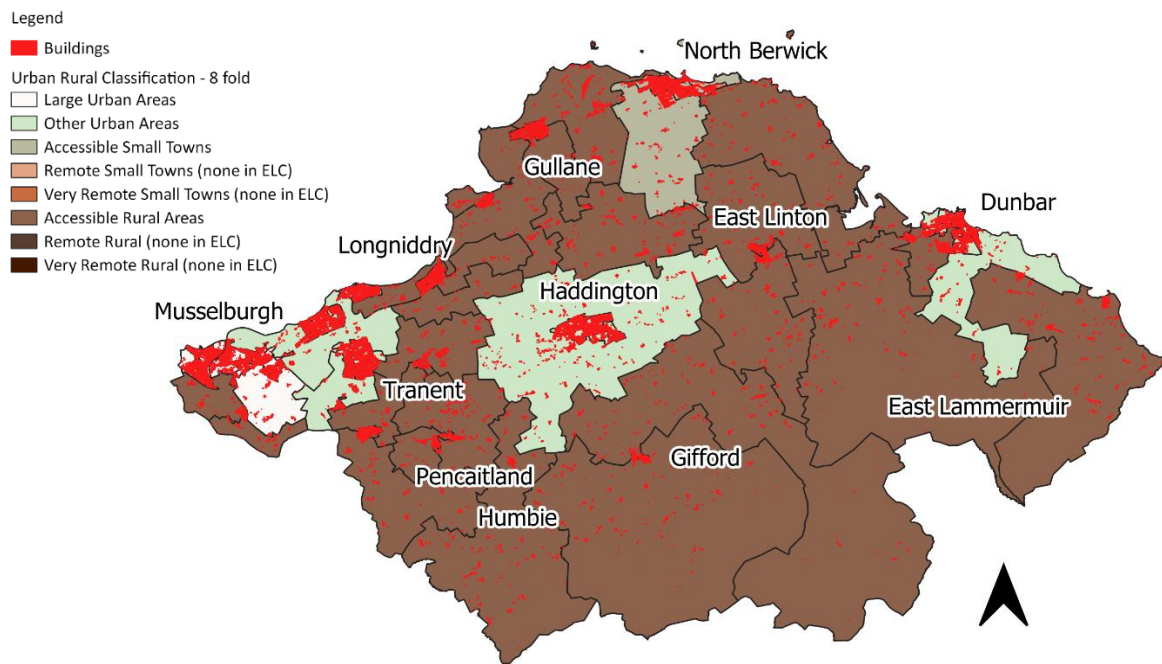 Legend
Buildings
Urban Rural Classification - 8 fold
Large Urban Areas
Other Urban Areas
Accessible Small Towns
Remote Small Towns (none in ELC)
Very Remote Small Towns (none in ELC)
Accessible Rural Areas
Remote Rural (none in ELC)
Very Remote Rural (none in ELC)
North Berwick
Gullane
Dunbar
East Linton
Longniddry
Haddington
Musselburgh
Tranent
East Lammermuir
Gifford
Pencaitland
Humbie